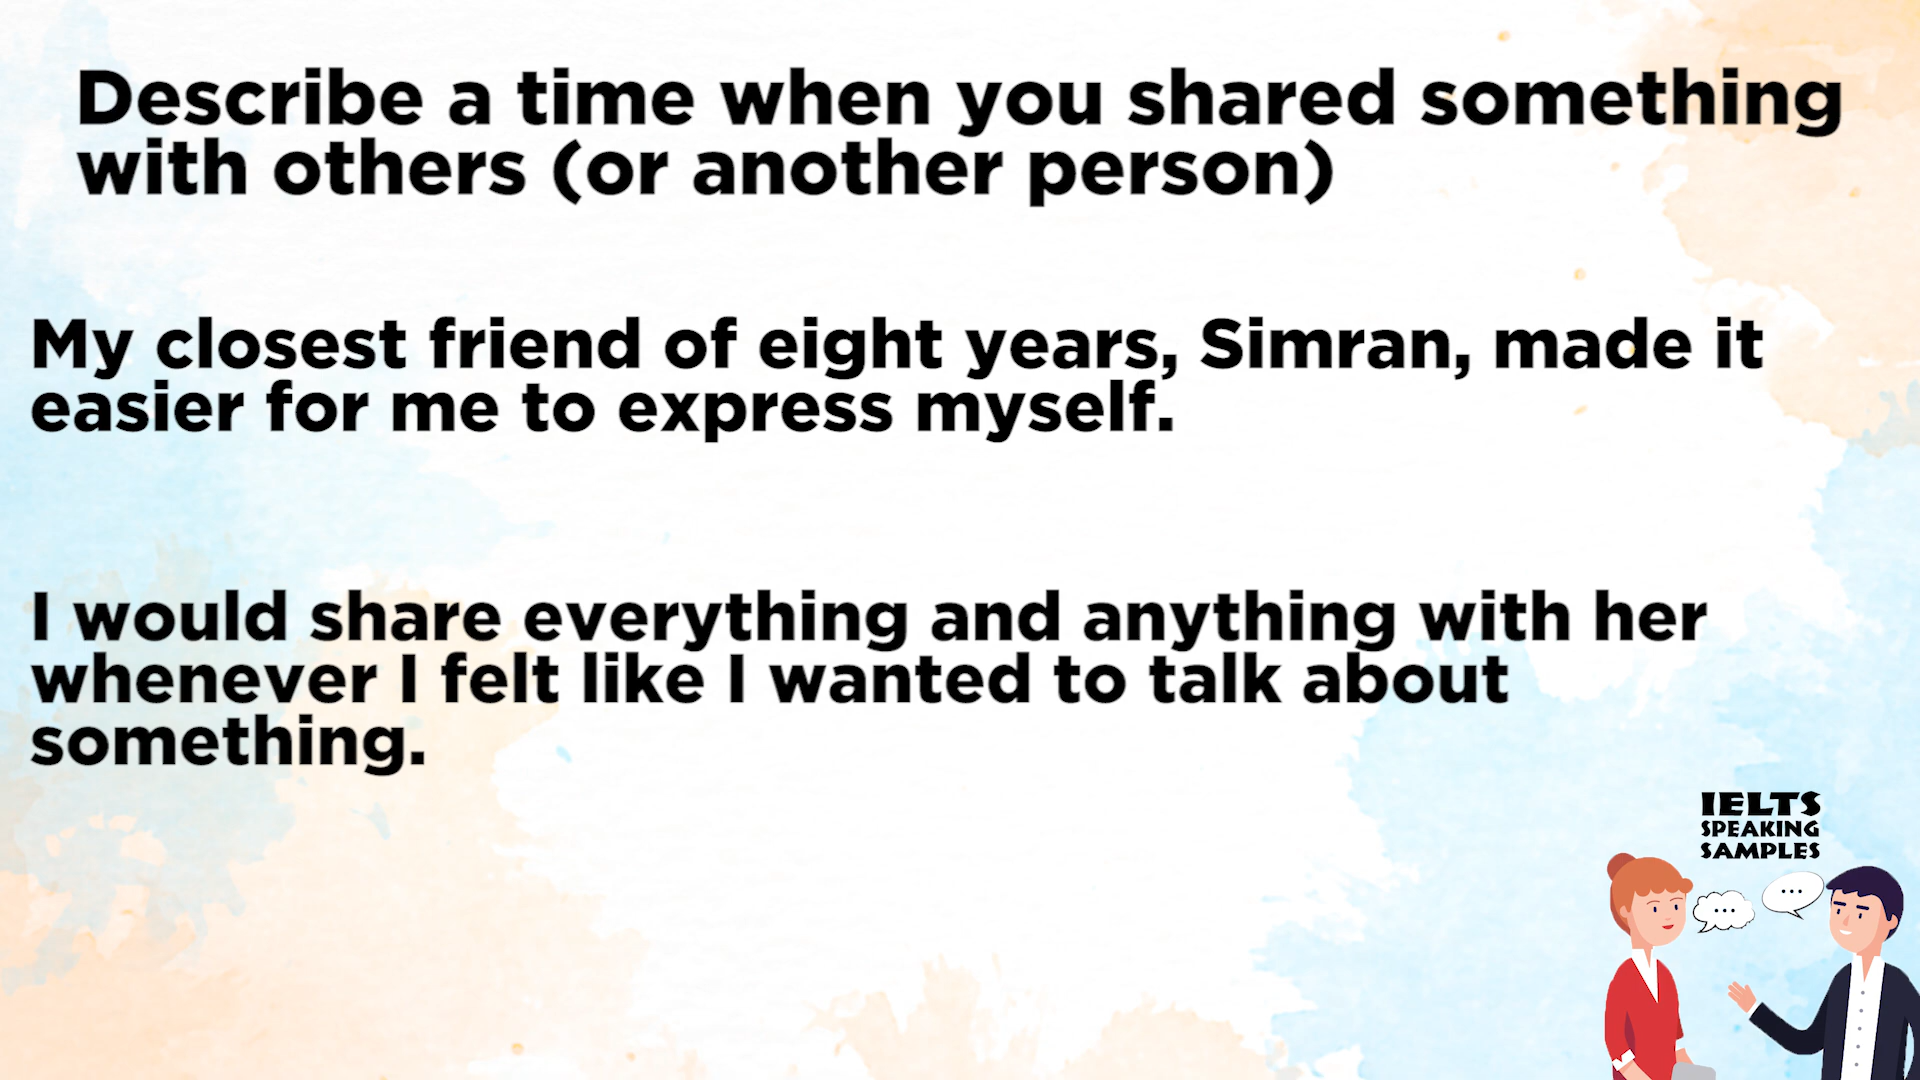 Describe a time when you shared something
with others (or another person)
My closest friend of eight years, Simran, made it
easier for me to express myself.
I would share everything and anything with her
whenever I felt like I wanted to talk about
something.
IELTS
SPEAKING
SAMPLES